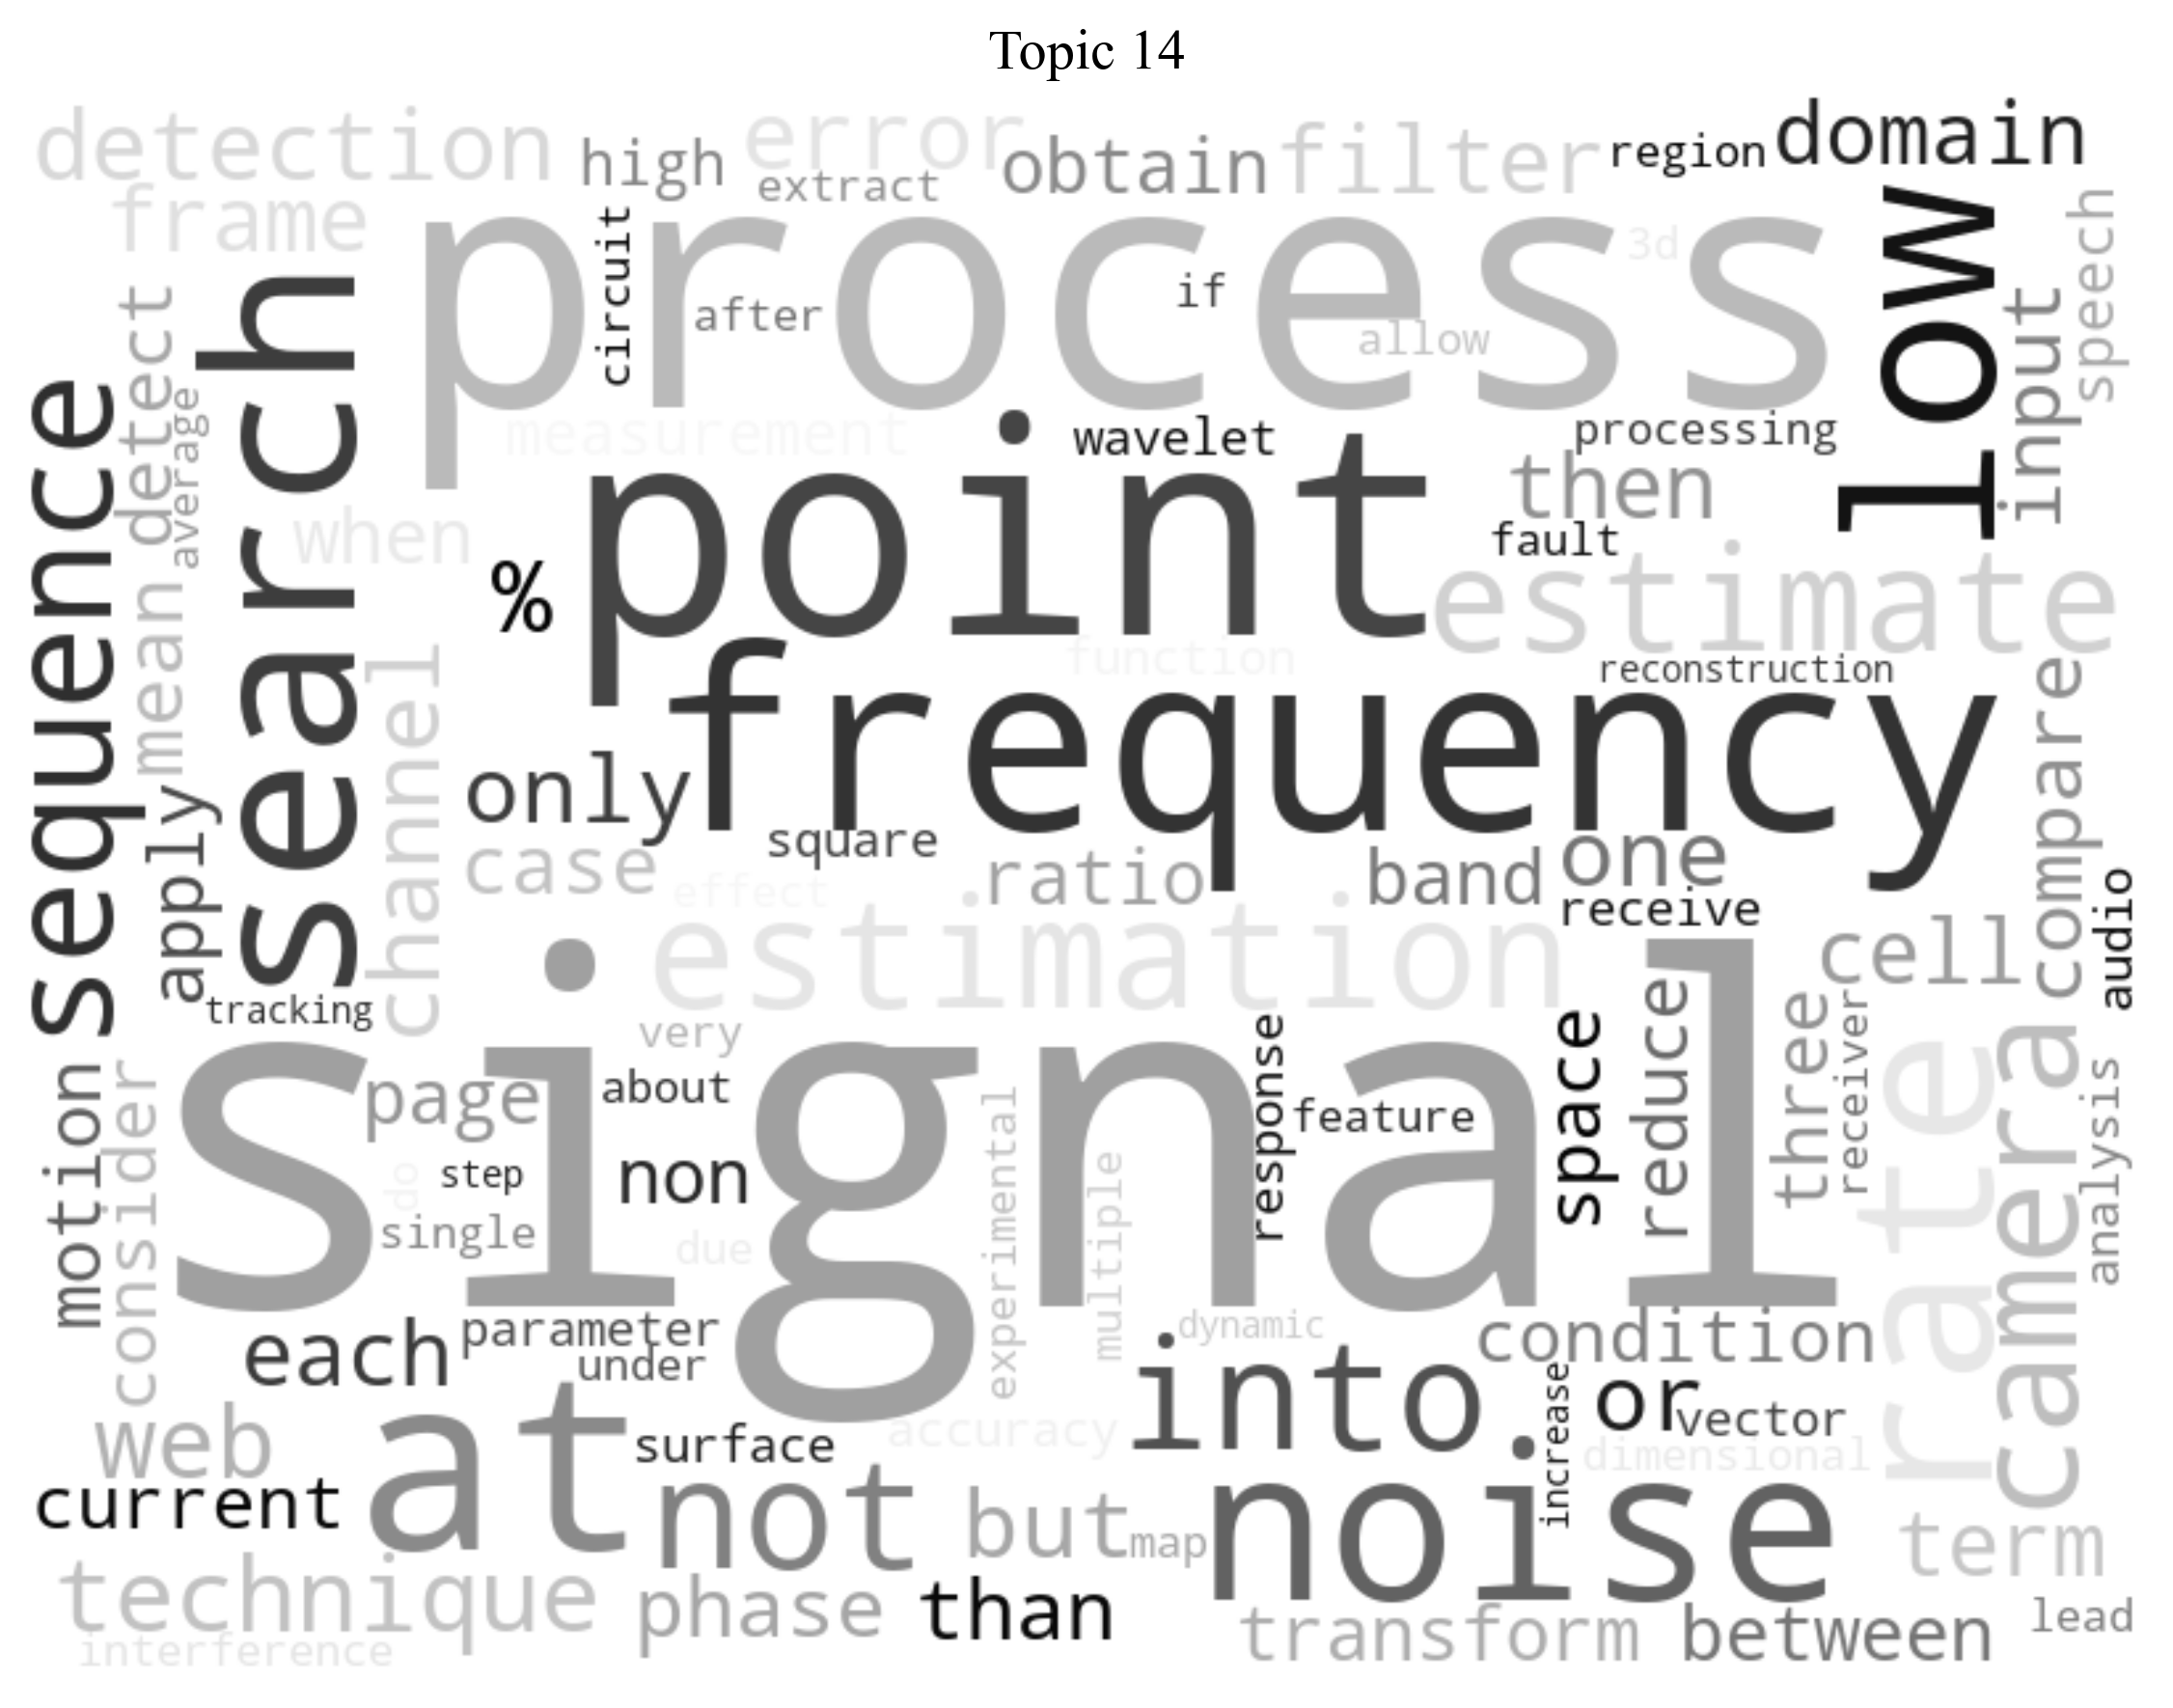 Topic 14
detection
high
error
extract
obtain
filter
region
domain
frame
process
circuit
after
if
allow
3d
low
input
speech
detect
average
search
sequence
measurement
wavelet
processing
point
then
when
%
fault
estimate
mean
channel
function
reconstruction
frequency
compare
apply
only
square
case
effect
ratio
band
one
receive
audio
estimation
cell
tracking
very
signal
page
about
response
feature
space
reduce
three
receiver
rate
camera
analysis
motion
consider
do
step
single
non
due
experimental
multiple
dynamic
each
parameter
under
into
condition
increase
or
vector
web
at
surface
accuracy
dimensional
current
not
but
map
noise
term
technique
phase
than
transform
between
lead
interference